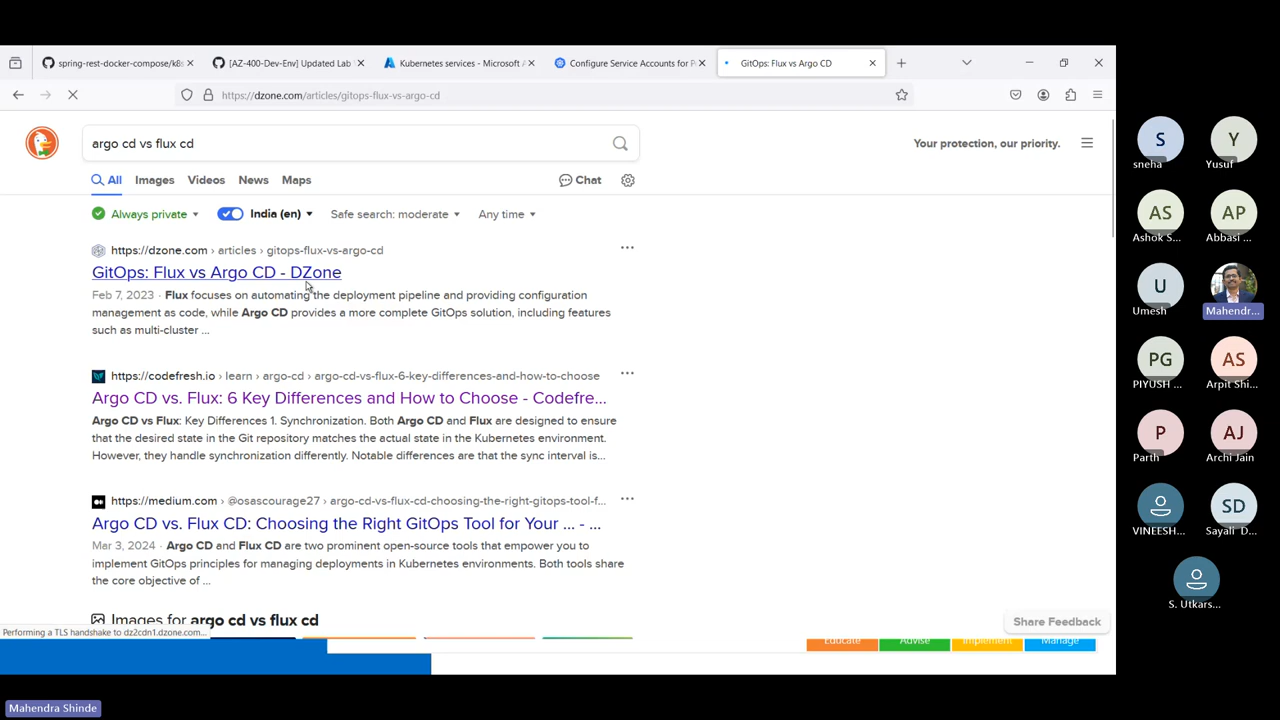 spring-rest-docker-compose/k8s
[AZ-400-Dev-Env] Updated Lab
Kubernetes services - Microsoft A
Configure Service Accounts for Po
GitOps: Flux vs Argo CD
https://dzone.com/articles/gitops-flux-vs-argo-cd
argo cd vs flux cd
Your protection, our priority.
All
Images
Videos
News
Maps
Chat
Always private
India (en)
Safe search: moderate
Any time
https://dzone.com › articles › gitops-flux-vs-argo-cd
GitOps: Flux vs Argo CD - DZone
Feb 7, 2023 · Flux focuses on automating the deployment pipeline and providing configuration
management as code, while Argo CD provides a more complete GitOps solution, including features
such as multi-cluster ...
https://codefresh.io › learn › argo-cd › argo-cd-vs-flux-6-key-differences-and-how-to-choose
Argo CD vs. Flux: 6 Key Differences and How to Choose - Codefre...
Argo CD vs Flux: Key Differences 1. Synchronization. Both Argo CD and Flux are designed to ensure
that the desired state in the Git repository matches the actual state in the Kubernetes environment.
However, they handle synchronization differently. Notable differences are that the sync interval is...
https://medium.com › @osascourage27 › argo-cd-vs-flux-cd-choosing-the-right-gitops-tool-f...
Argo CD vs. Flux CD: Choosing the Right GitOps Tool for Your ... - ...
Mar 3, 2024 · Argo CD and Flux CD are two prominent open-source tools that empower you to
implement GitOps principles for managing deployments in Kubernetes environments. Both tools share
the core objective of ...
Images for argo cd vs flux cd
Share Feedback
Performing a TLS handshake to dz2cdn1.dzone.com...
Educate
Advise
Implement
Manage
S
sneha
Y
Yusuf
AS
Ashok S...
AP
Abbasi ...
U
Umesh
Mahendr...
PG
PIYUSH ...
AS
Arpit Shi...
P
Parth
AJ
Archi Jain
VINEESH...
SD
Sayali D...
S. Utkars...
Mahendra Shinde